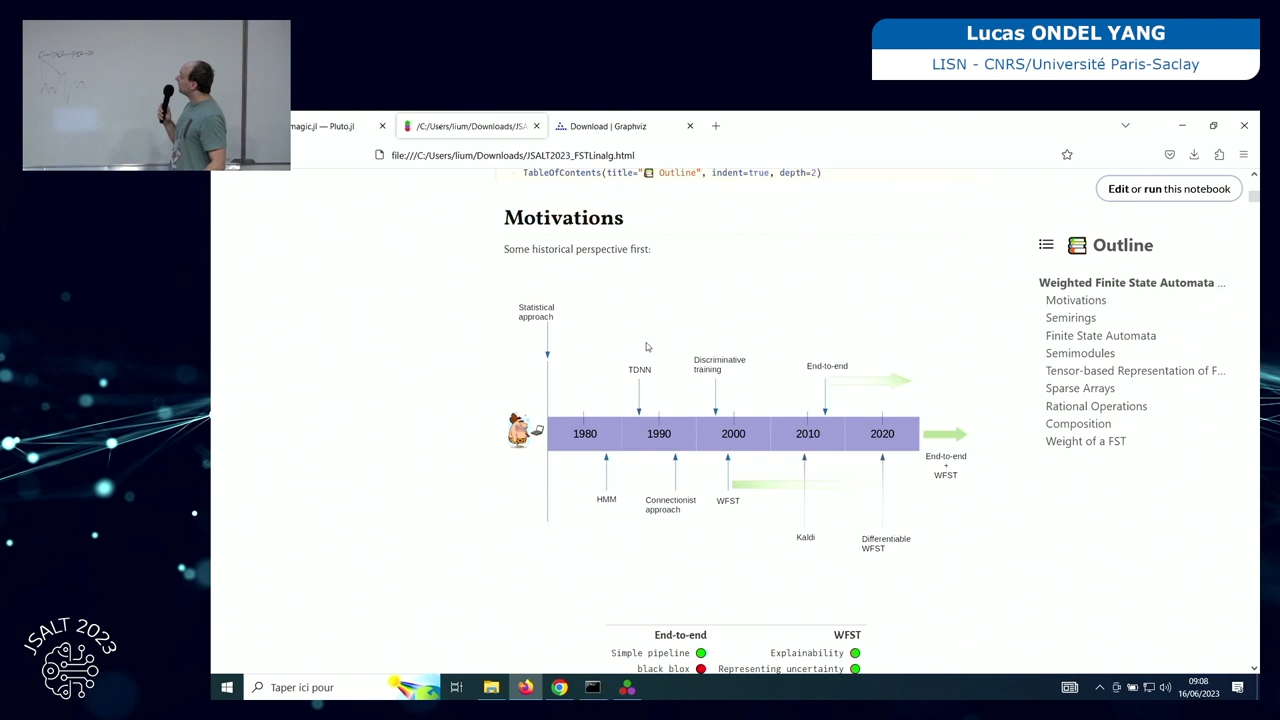 Lucas ONDEL YANG
LISN - CNRS/Université Paris-Saclay
magic.jl — Pluto.jl
/C:/Users/lium/Downloads/JSA
Download | Graphviz
file:///C:/Users/lium/Downloads/JSALT2023_FSTLinalg.html
TableOfContents(title="📚 Outline", indent=true, depth=2)
Edit or run this notebook
Motivations
Some historical perspective first:
Outline
Weighted Finite State Automata ...
Motivations
Semirings
Finite State Automata
Semimodules
Tensor-based Representation of F...
Sparse Arrays
Rational Operations
Composition
Weight of a FST
Statistical
approach
TDNN
Discriminative
training
End-to-end
1980
1990
2000
2010
2020
End-to-end
+
WFST
HMM
Connectionist
approach
WFST
Kaldi
Differentiable
WFST
End-to-end WFST
Simple pipeline Explainability
black blox Representing uncertainty
JSALT 2023
Taper ici pour
09:08
16/06/2023